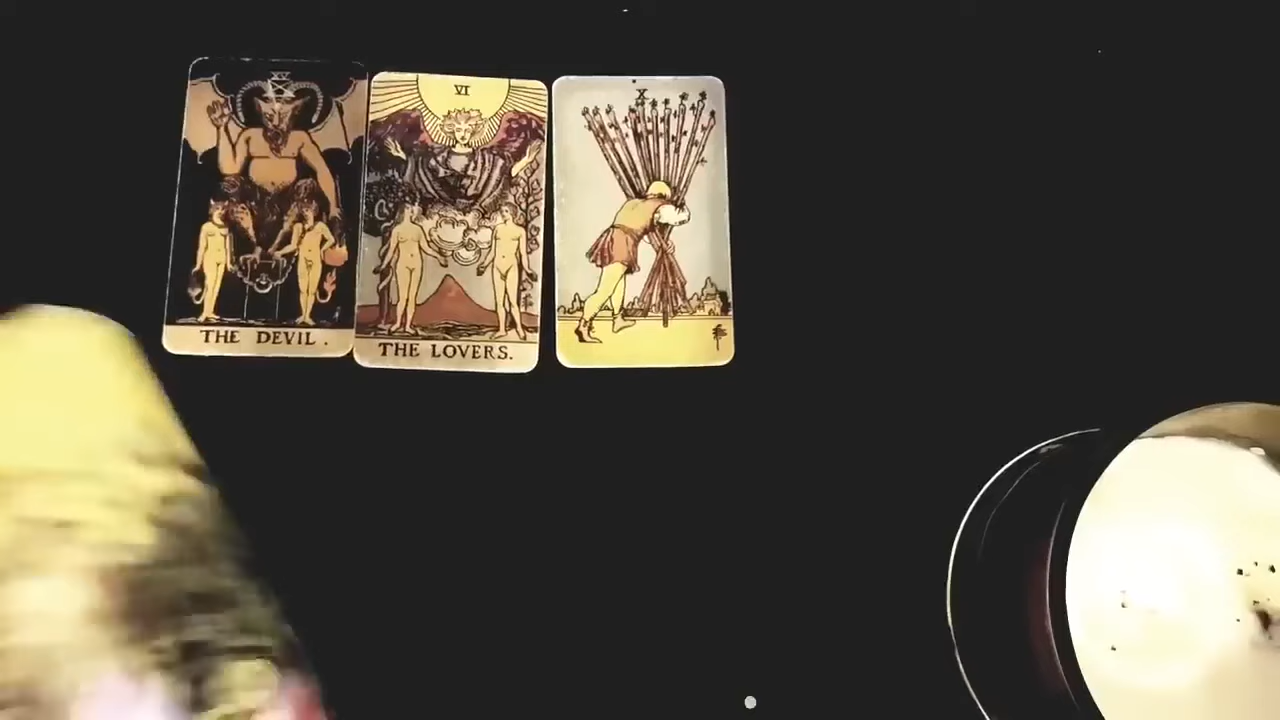 XV
VI
X
THE DEVIL.
THE LOVERS.